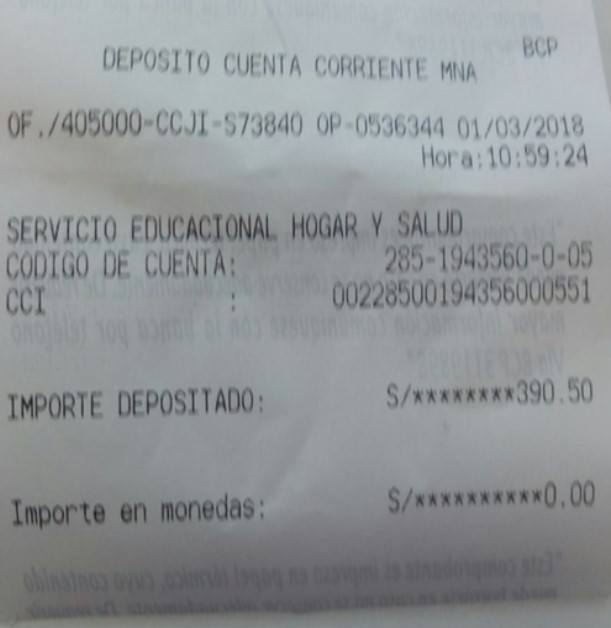 BCP
DEPOSITO CUENTA CORRIENTE MNA
OF./405000-CCJI-S73840 OP-0536344 01/03/2018
Hora:10:59:24
SERVICIO EDUCACIONAL HOGAR Y SALUD
CODIGO DE CUENTA: 285-1943560-0-05
CCI : 00228500194356000551
IMPORTE DEPOSITADO: S/********390.50
Importe en monedas: S/**********0.00